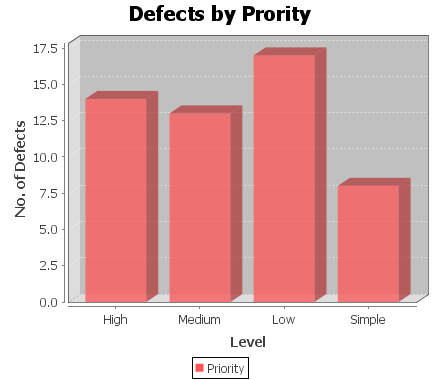 Defects by Prority
No. of Defects
17.5
15.0
12.5
10.0
7.5
5.0
2.5
0.0
High Medium Low Simple
Level
Priority